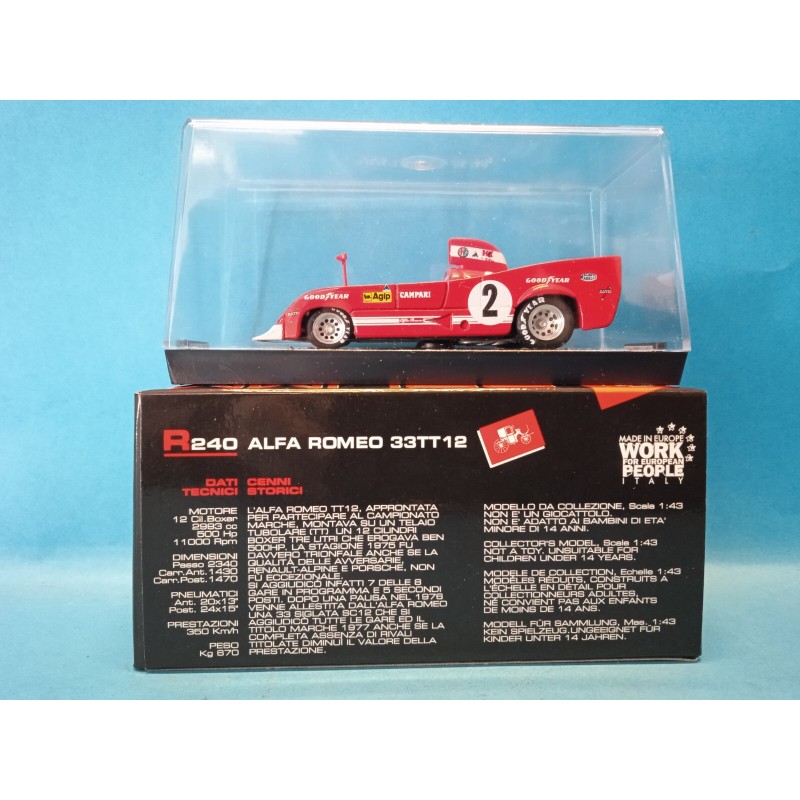 GOODYEAR
Agip
CAMPARI
2
GOODYEAR
GOODYEAR
R240 ALFA ROMEO 33TT12
MADE IN EUROPE
WORK
FOR EUROPEAN
PEOPLE
ITALY
DATI
TECNICI
MOTORE
12 Cil.Boxer
2993 cc
500 Hp
11000 Rpm
DIMENSIONI
Passo 2340
Carr.Ant.1430
Carr.Post.1470
PNEUMATICI
Ant. 20x13"
Post. 24x15"
PRESTAZIONI
350 Km/h
PESO
Kg 670
CENNI
STORICI
L'ALFA ROMEO TT12, APPRONTATA
PER PARTECIPARE AL CAMPIONATO
MARCHE, MONTAVA SU UN TELAIO
TUBOLARE (TT) UN 12 CILINDRI
BOXER TRE LITRI CHE EROGAVA BEN
500HP. LA STAGIONE 1975 FU
DAVVERO TRIONFALE ANCHE SE LA
QUALITÀ DELLE AVVERSARIE
RENAULT-ALPINE E PORSCHE, NON
FU ECCEZIONALE.
SI AGGIUDICÒ INFATTI 7 DELLE 8
GARE IN PROGRAMMA E 5 SECONDI
POSTI. DOPO UNA PAUSA NEL 1976
VENNE ALLESTITA DALL'ALFA ROMEO
UNA 33 SIGLATA SC12 CHE SI
AGGIUDICÒ TUTTE LE GARE ED IL
TITOLO MARCHE 1977 ANCHE SE LA
COMPLETA ASSENZA DI RIVALI
TITOLATE DIMINUÌ IL VALORE DELLA
PRESTAZIONE.
MODELLO DA COLLEZIONE, Scala 1:43
NON E' UN GIOCATTOLO.
NON E' ADATTO AI BAMBINI DI ETA'
MINORE DI 14 ANNI.
COLLECTOR'S MODEL, Scale 1:43
NOT A TOY. UNSUITABLE FOR
CHILDREN UNDER 14 YEARS.
MODELE DE COLLECTION, Echelle 1:43
MODÈLES RÉDUITS, CONSTRUITS A
L'ÉCHELLE EN DÉTAIL POUR
COLLECTIONNEURS ADULTES,
NE CONVIENT PAS AUX ENFANTS
DE MOINS DE 14 ANS.
MODELL FÜR SAMMLUNG, Mas. 1:43
KEIN SPIELZEUG.UNGEEIGNET FÜR
KINDER UNTER 14 JAHREN.